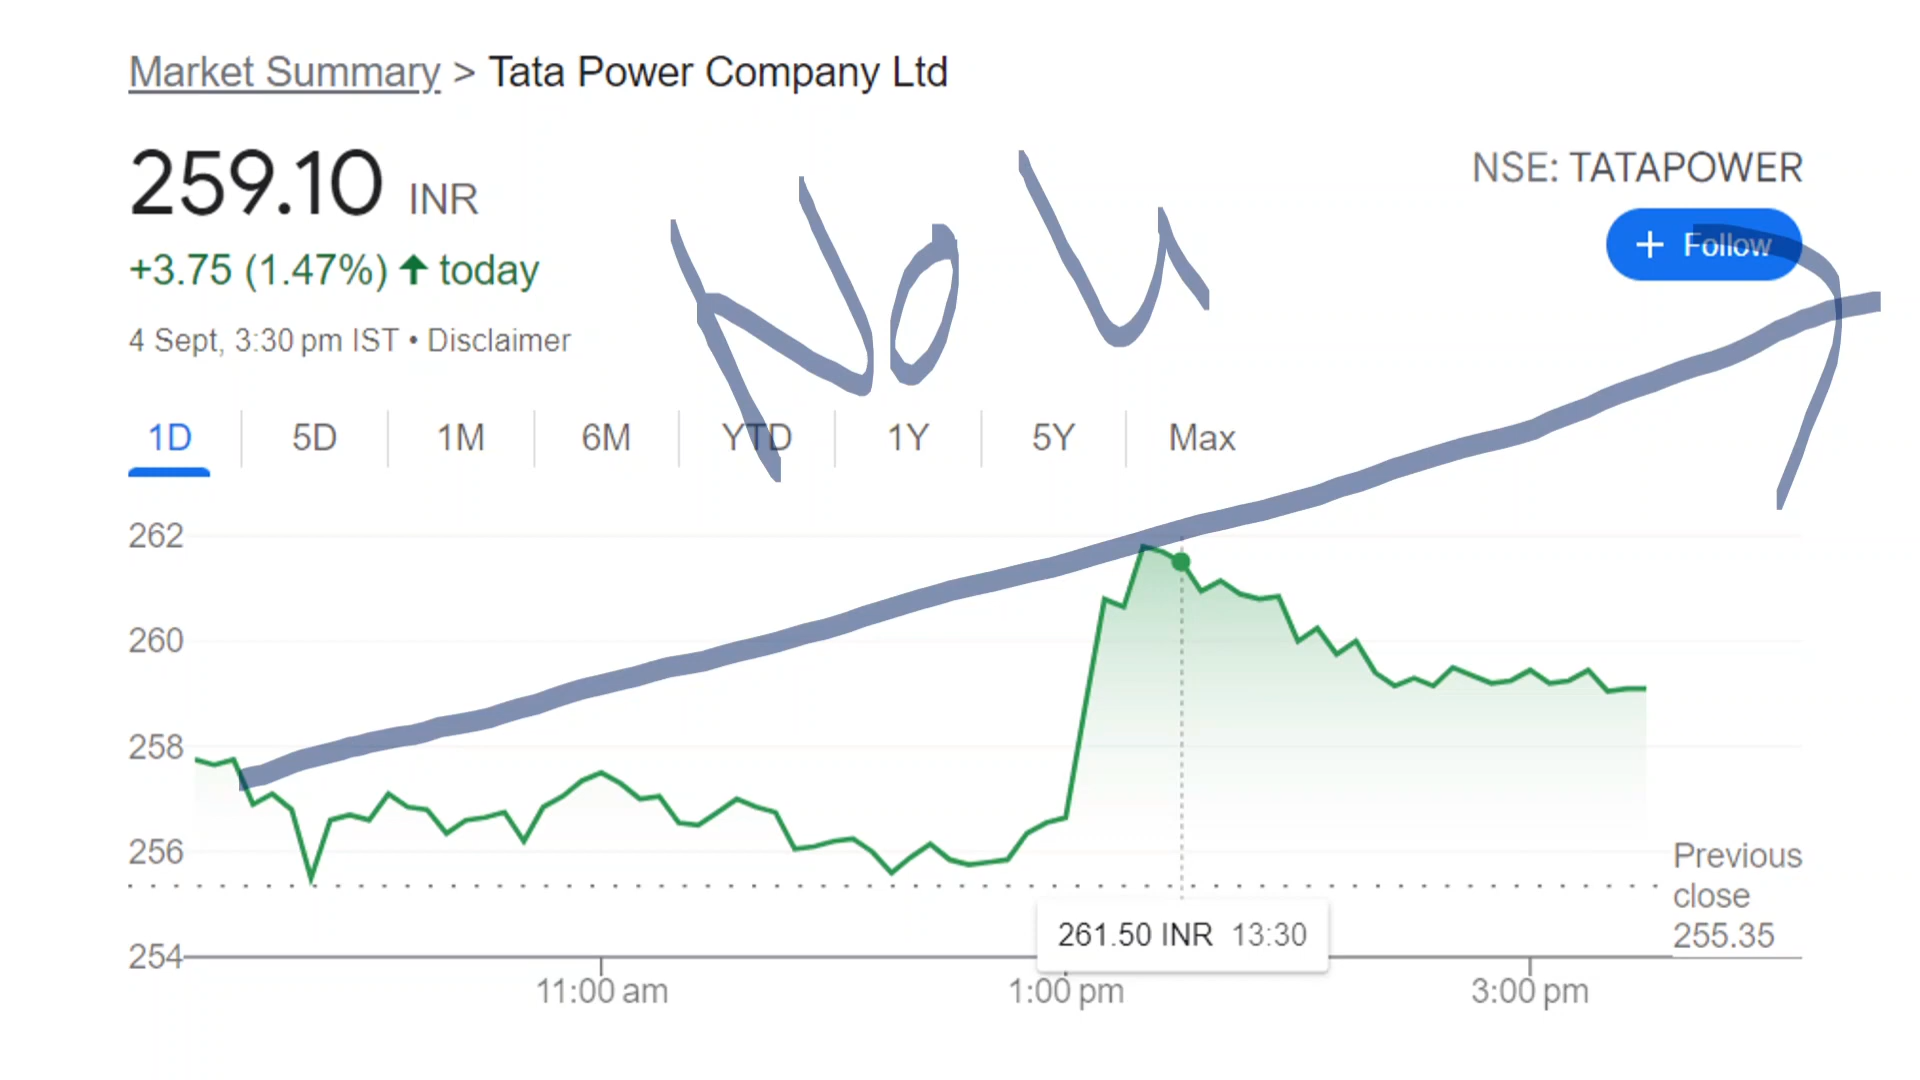 Market Summary > Tata Power Company Ltd
259.10 INR
NSE: TATAPOWER
+ Follow
+3.75 (1.47%) ↑ today
4 Sept, 3:30 pm IST • Disclaimer
No u
1D 5D 1M 6M YTD 1Y 5Y Max
262
260
258
256
254
Previous
close
255.35
261.50 INR 13:30
11:00 am 1:00 pm 3:00 pm